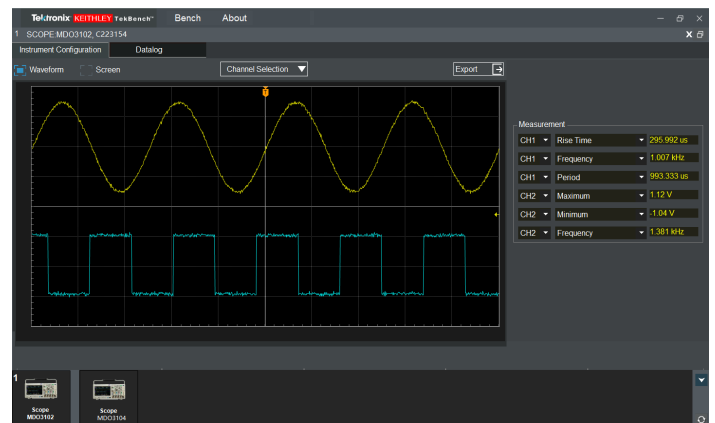 Tektronix KEITHLEY TekBench™ Bench About
1 SCOPE:MDO3102, C223154
Instrument Configuration Datalog
Waveform Screen Channel Selection Export
T
Measurement
CH1 Rise Time 295.992 us
CH1 Frequency 1.007 kHz
CH1 Period 993.333 us
CH2 Maximum 1.12 V
CH2 Minimum -1.04 V
CH2 Frequency 1.381 kHz
1
Scope
MDO3102
Scope
MDO3104